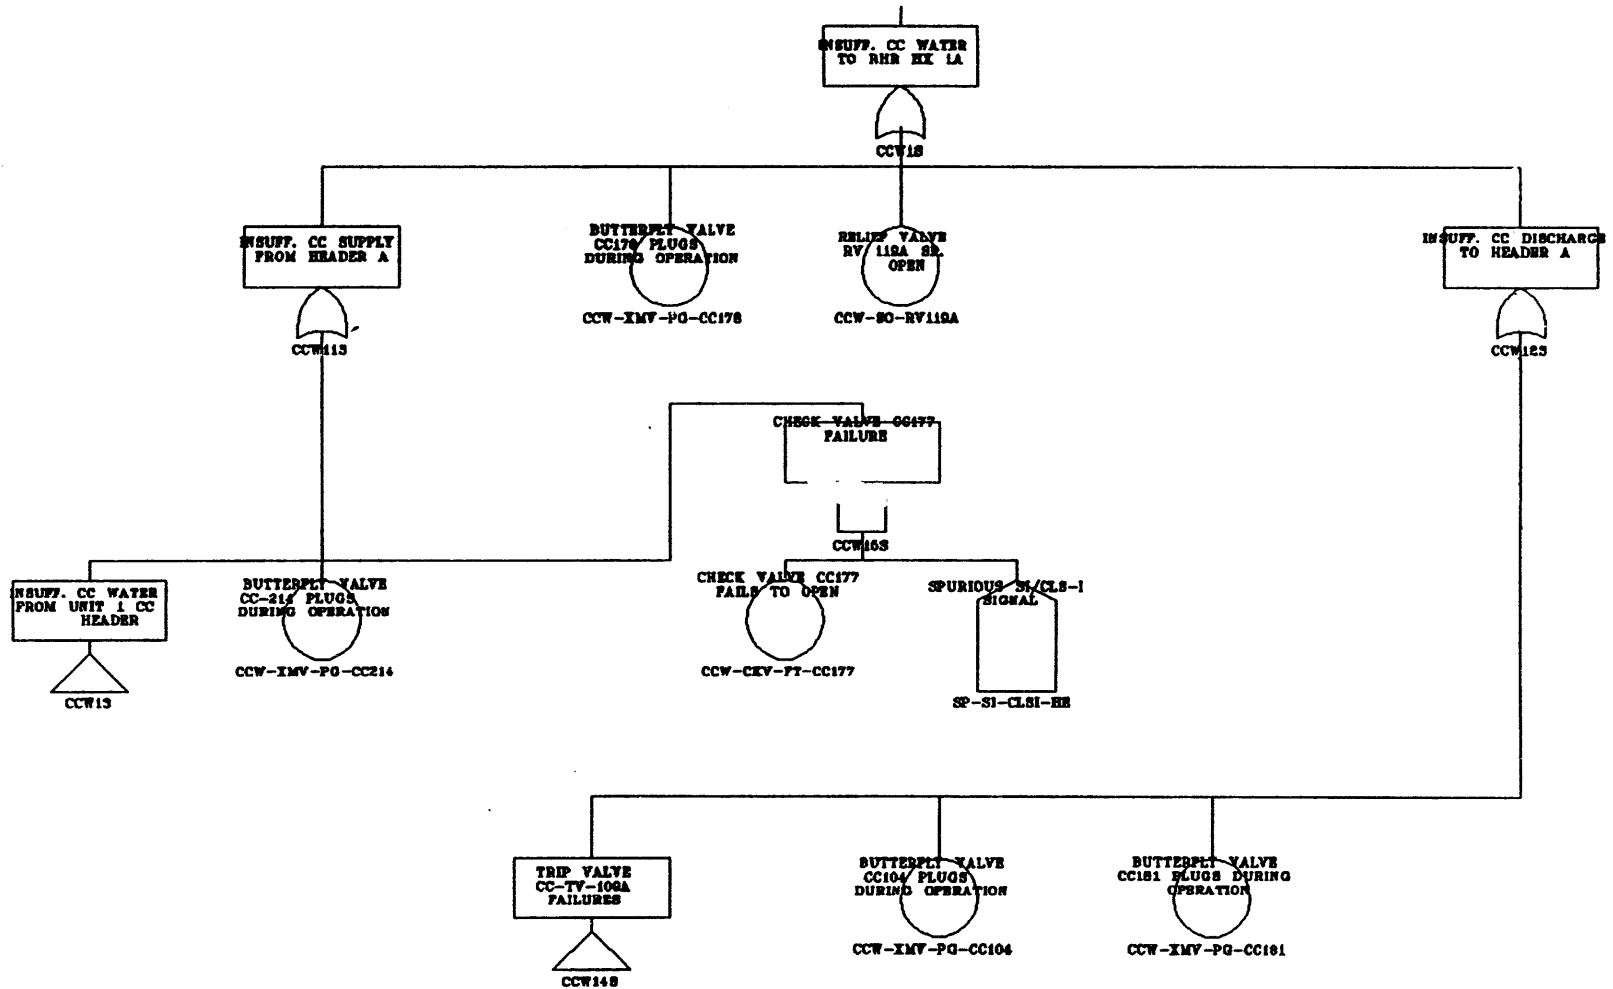 INSUFF. CC WATER
TO RHR HX 1A
CCW1S
INSUFF. CC SUPPLY
FROM HEADER A
CCW11S
BUTTERFLY VALVE
CC178 PLUGS
DURING OPERATION
CCW-XMV-PG-CC178
RELIEF VALVE
RV 119A SP.
OPEN
CCW-SO-RV119A
INSUFF. CC DISCHARGE
TO HEADER A
CCW12S
CHECK VALVE CC177
FAILURE
CCW15S
INSUFF. CC WATER
FROM UNIT 1 CC
HEADER
CCW13
BUTTERFLY VALVE
CC-214 PLUGS
DURING OPERATION
CCW-XMV-PG-CC214
CHECK VALVE CC177
FAILS TO OPEN
CCW-CKV-FT-CC177
SPURIOUS SI/CLS-I
SIGNAL
SP-SI-CLSI-HE
TRIP VALVE
CC-TV-109A
FAILURES
CCW14S
BUTTERFLY VALVE
CC104 PLUGS
DURING OPERATION
CCW-XMV-PG-CC104
BUTTERFLY VALVE
CC181 PLUGS DURING
OPERATION
CCW-XMV-PG-CC181